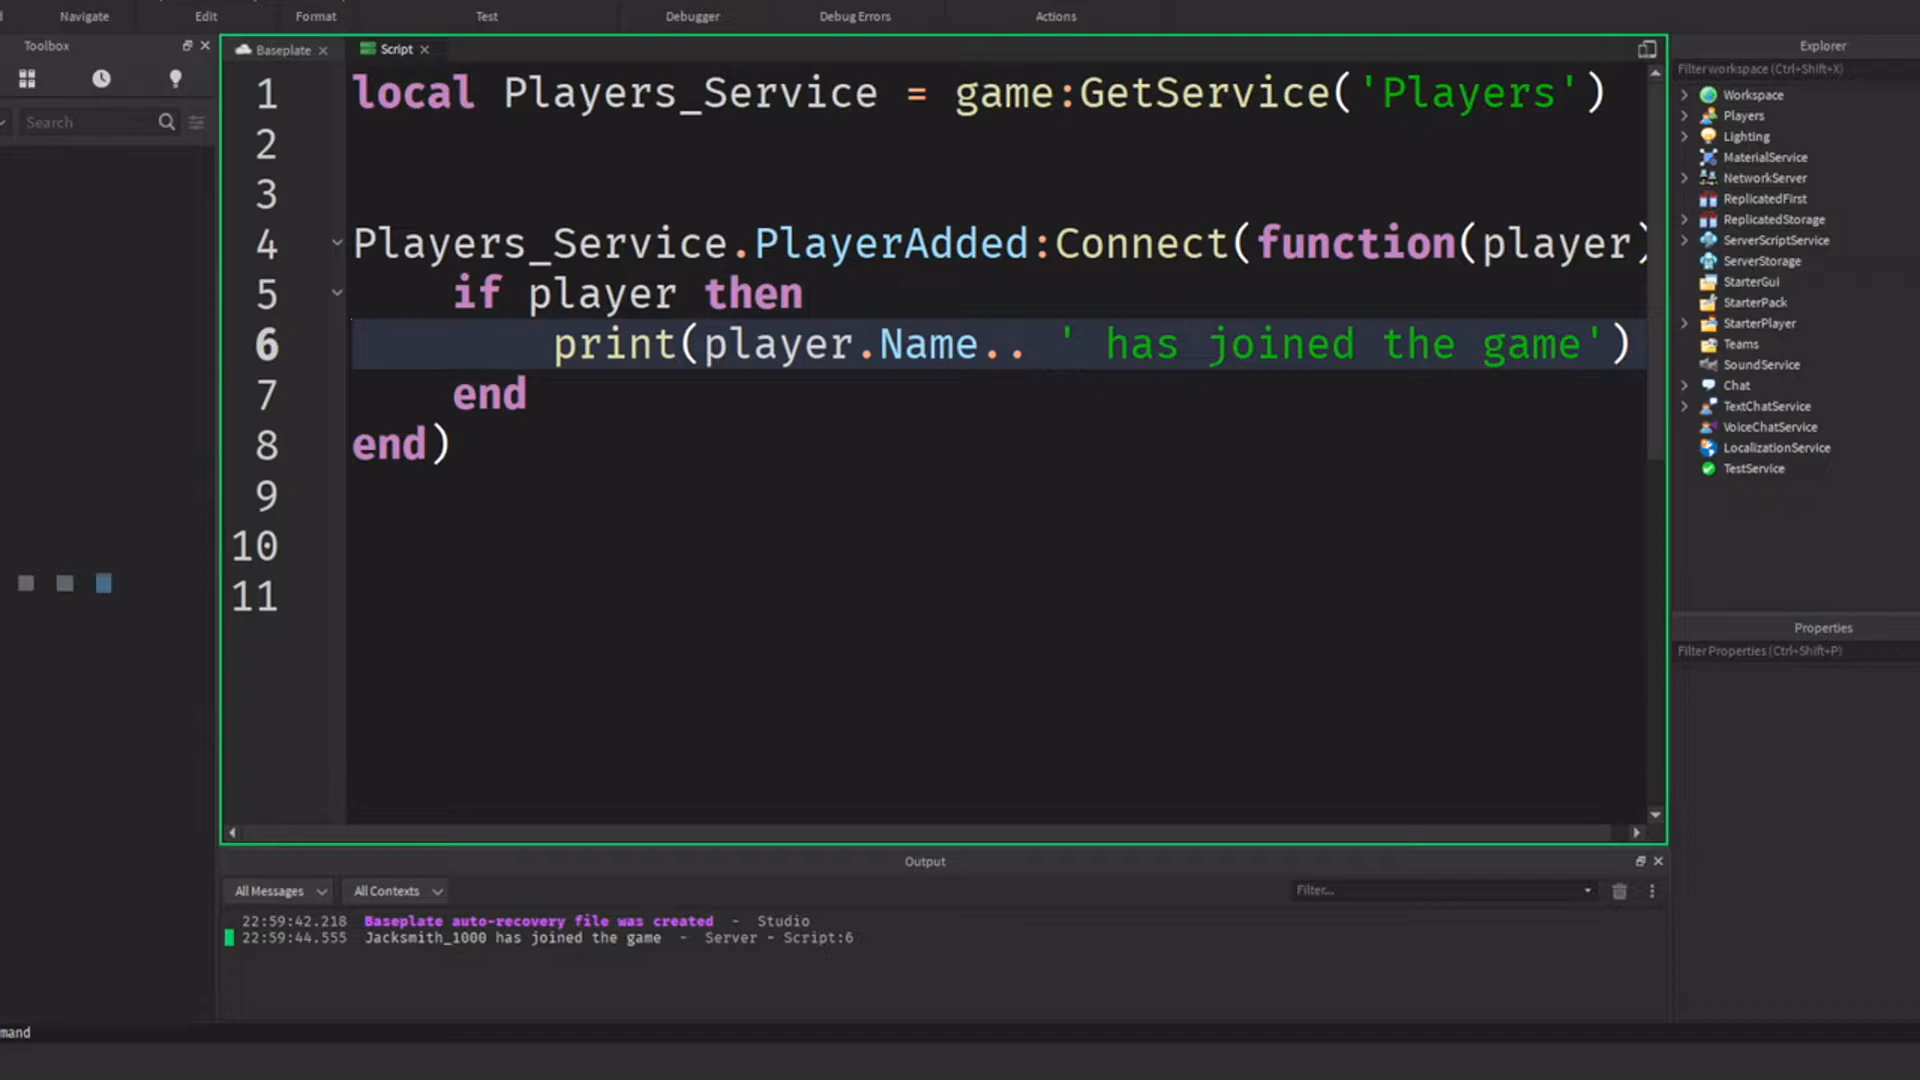 Navigate Edit Format Test Debugger Debug Errors Actions
Toolbox
Search
Baseplate Script
1 local Players_Service = game:GetService('Players')
2
3
4 Players_Service.PlayerAdded:Connect(function(player)
5 if player then
6 print(player.Name.. ' has joined the game')
7 end
8 end)
9
10
11
Output
All Messages All Contexts Filter...
22:59:42.218 Baseplate auto-recovery file was created - Studio
22:59:44.555 Jacksmith_1000 has joined the game - Server - Script:6
mand
Explorer
Filter workspace (Ctrl+Shift+X)
Workspace
Players
Lighting
MaterialService
NetworkServer
ReplicatedFirst
ReplicatedStorage
ServerScriptService
ServerStorage
StarterGui
StarterPack
StarterPlayer
Teams
SoundService
Chat
TextChatService
VoiceChatService
LocalizationService
TestService
Properties
Filter Properties (Ctrl+Shift+P)